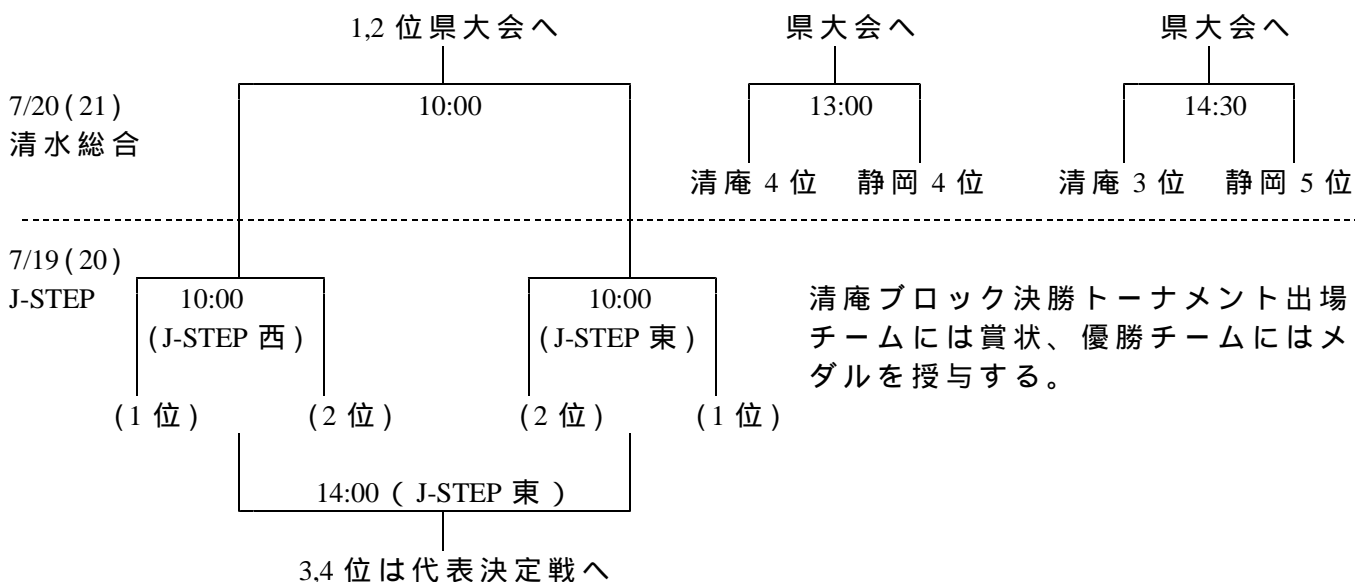 1,2 位県大会へ 県大会へ 県大会へ
7/20 ( 21 ) 10:00 13:00 14:30
清水総合
清庵 4 位 静岡 4 位 清庵 3 位 静岡 5 位
7/19 ( 20 )
J-STEP 10:00 10:00
(J-STEP 西 ) (J-STEP 東 )
清庵ブロック決勝トーナメント出場
チームには賞状、優勝チームにはメ
ダルを授与する。
(1 位 ) (2 位 ) (2 位 ) (1 位 )
14:00 ( J-STEP 東 )
3,4 位は代表決定戦へ